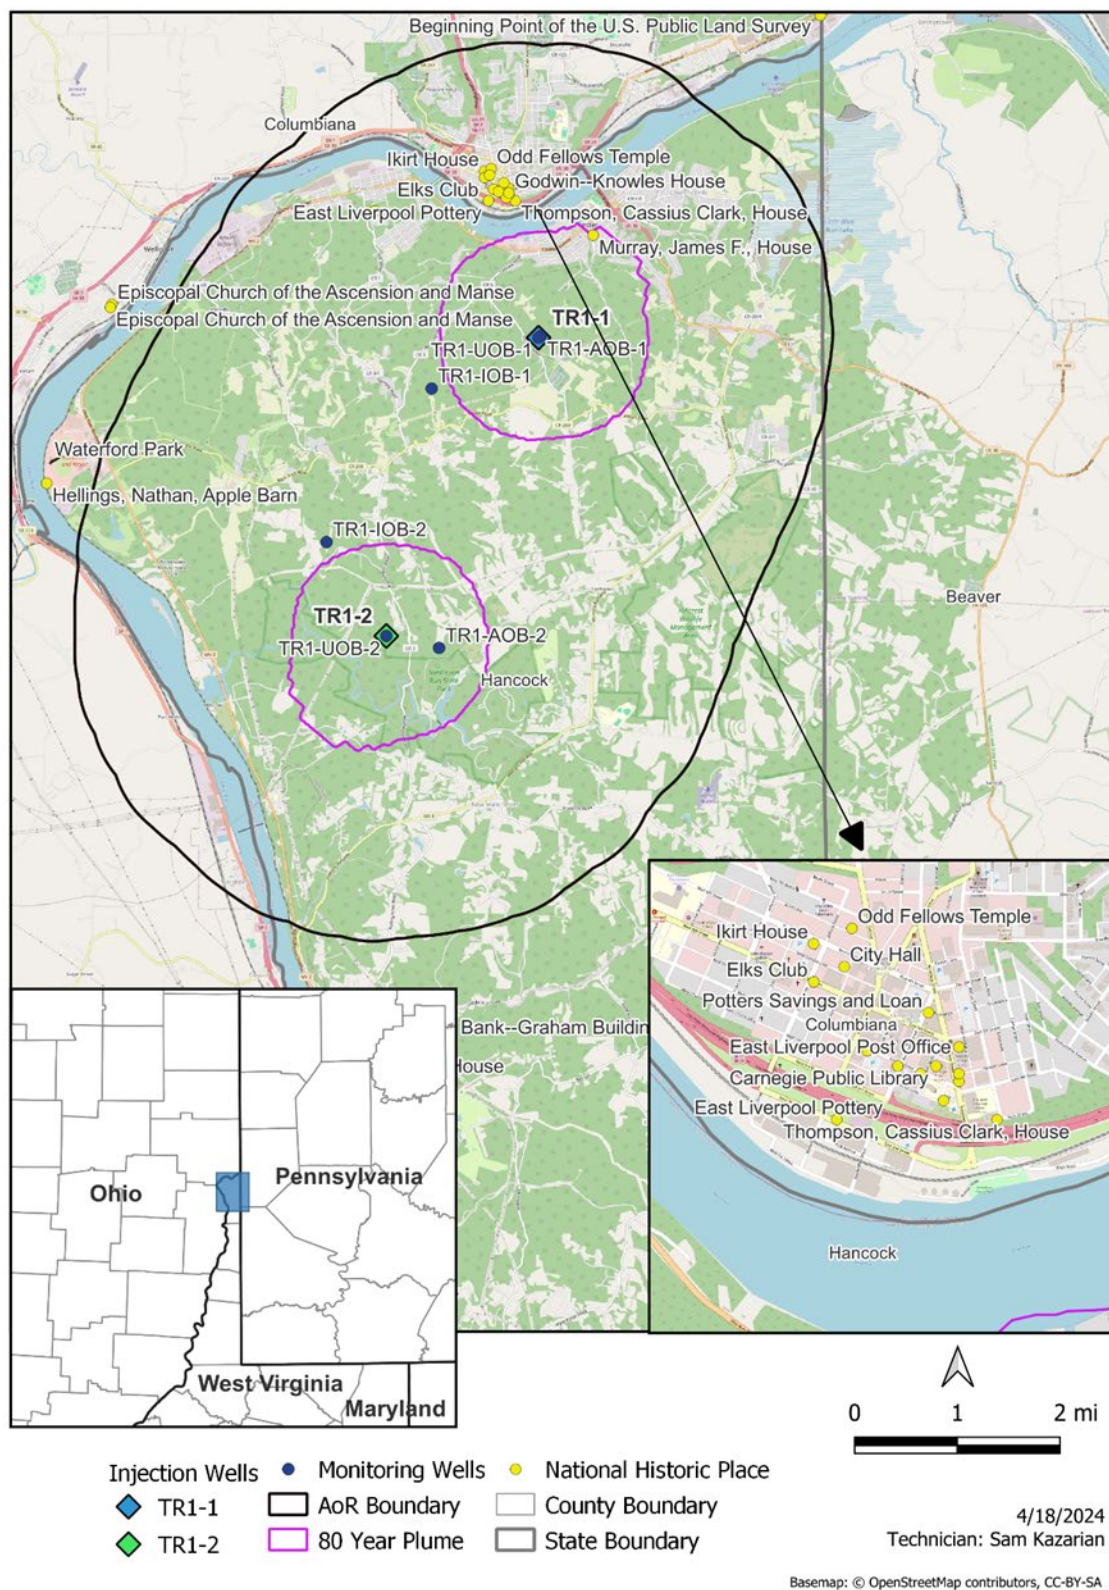 Beginning Point of the U.S. Public Land Survey
Columbiana
Ikirt House
Odd Fellows Temple
Elks Club
Godwin--Knowles House
East Liverpool Pottery
Thompson, Cassius Clark, House
Murray, James F., House
Episcopal Church of the Ascension and Manse
Episcopal Church of the Ascension and Manse
TR1-1
TR1-UOB-1
TR1-AOB-1
TR1-IOB-1
Waterford Park
Hellings, Nathan, Apple Barn
TR1-IOB-2
Beaver
TR1-2
TR1-AOB-2
TR1-UOB-2
Hancock
Odd Fellows Temple
Ikirt House
City Hall
Elks Club
Potters Savings and Loan
Columbiana
East Liverpool Post Office
Carnegie Public Library
East Liverpool Pottery
Thompson, Cassius Clark, House
Hancock
Bank--Graham Buildin
House
Ohio
Pennsylvania
West Virginia
Maryland
0 1 2 mi
Injection Wells
TR1-1
TR1-2
Monitoring Wells
AoR Boundary
80 Year Plume
National Historic Place
County Boundary
State Boundary
4/18/2024
Technician: Sam Kazarian
Basemap: © OpenStreetMap contributors, CC-BY-SA